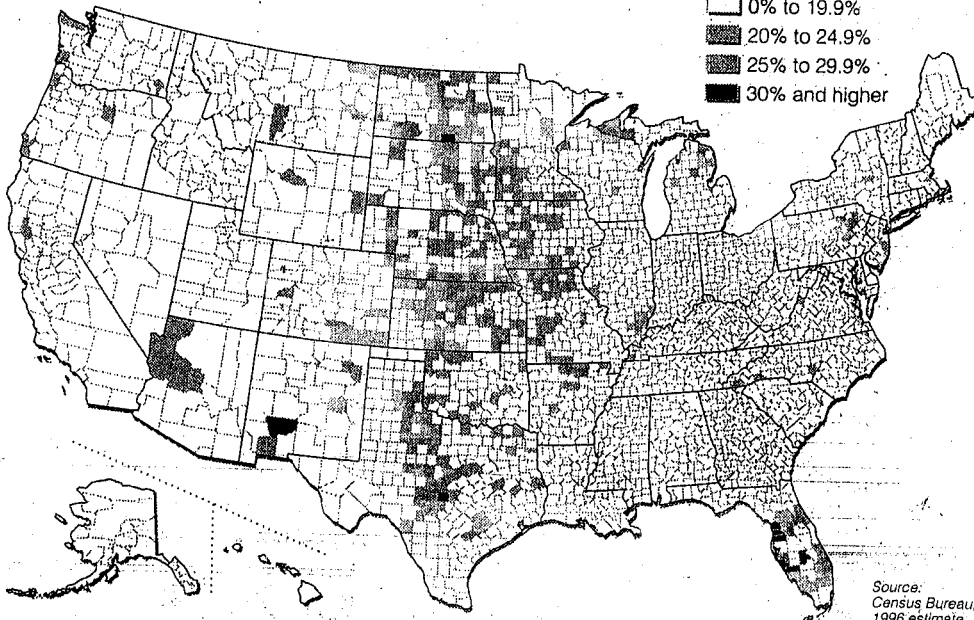 0% to 19.9%
20% to 24.9%
25% to 29.9%
30% and higher
Source:
Census Bureau,
1996 estimate